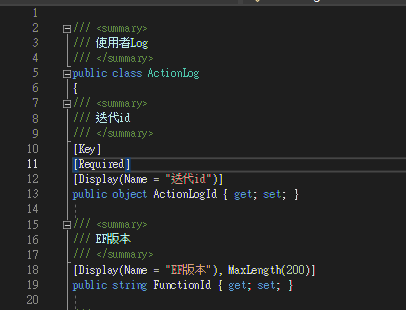 1
2 /// <summary>
3 /// 使用者Log
4 /// </summary>
5 public class ActionLog
6 {
7 /// <summary>
8 /// 迭代id
9 /// </summary>
10 [Key]
11 [Required]
12 [Display(Name = "迭代id")]
13 public object ActionLogId { get; set; }
14
15 /// <summary>
16 /// EF版本
17 /// </summary>
18 [Display(Name = "EF版本"), MaxLength(200)]
19 public string FunctionId { get; set; }
20